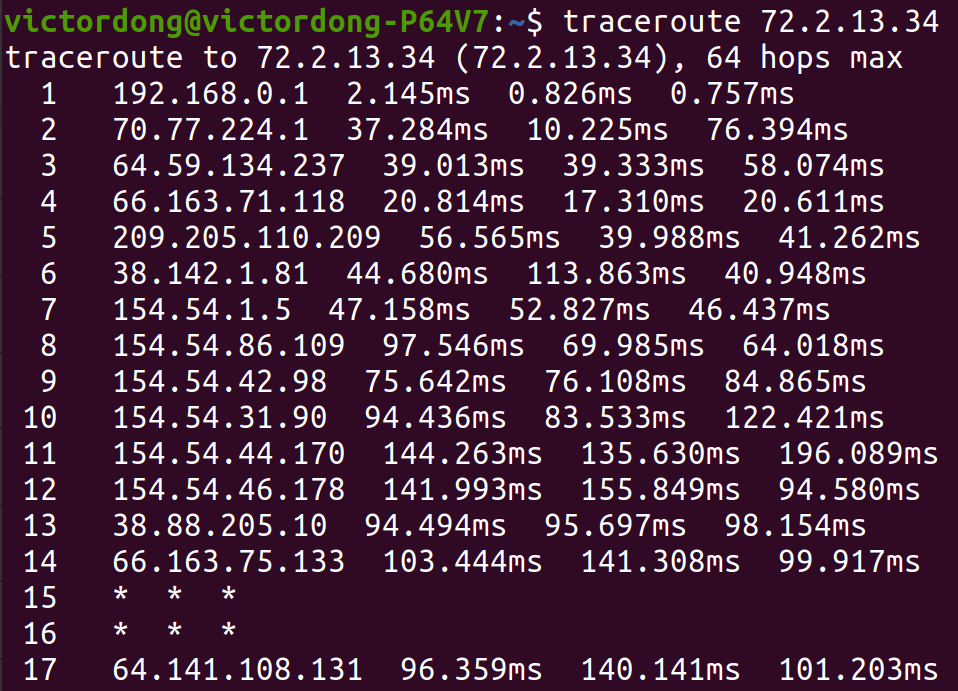 victordong@victordong-P64V7:~$ traceroute 72.2.13.34
traceroute to 72.2.13.34 (72.2.13.34), 64 hops max
1 192.168.0.1 2.145ms 0.826ms 0.757ms
2 70.77.224.1 37.284ms 10.225ms 76.394ms
3 64.59.134.237 39.013ms 39.333ms 58.074ms
4 66.163.71.118 20.814ms 17.310ms 20.611ms
5 209.205.110.209 56.565ms 39.988ms 41.262ms
6 38.142.1.81 44.680ms 113.863ms 40.948ms
7 154.54.1.5 47.158ms 52.827ms 46.437ms
8 154.54.86.109 97.546ms 69.985ms 64.018ms
9 154.54.42.98 75.642ms 76.108ms 84.865ms
10 154.54.31.90 94.436ms 83.533ms 122.421ms
11 154.54.44.170 144.263ms 135.630ms 196.089ms
12 154.54.46.178 141.993ms 155.849ms 94.580ms
13 38.88.205.10 94.494ms 95.697ms 98.154ms
14 66.163.75.133 103.444ms 141.308ms 99.917ms
15 * * *
16 * * *
17 64.141.108.131 96.359ms 140.141ms 101.203ms